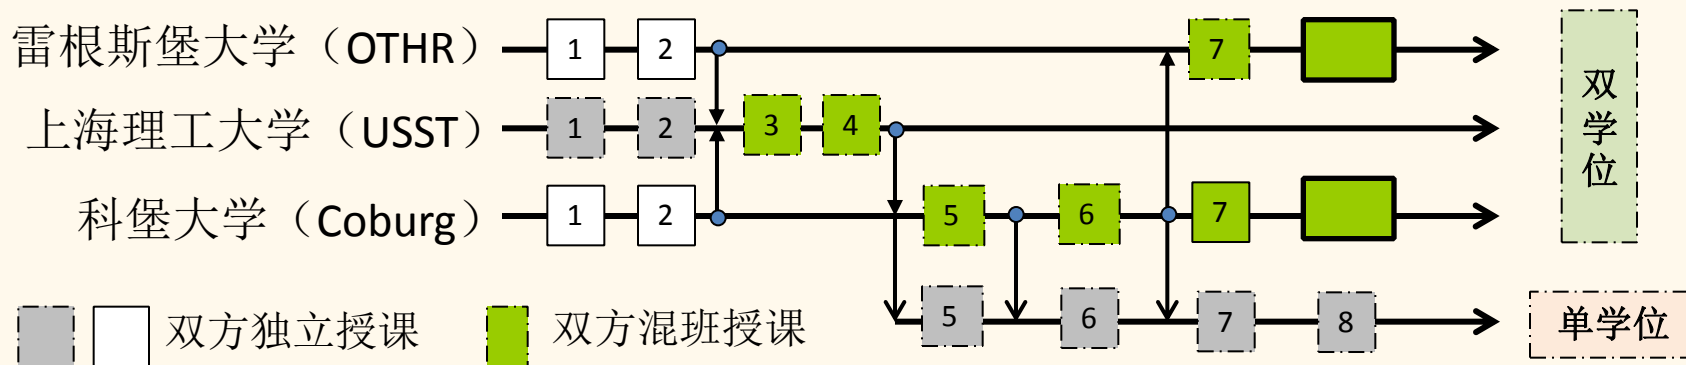 雷根斯堡大学（OTHR） 1 2 7
上海理工大学（USST） 1 2 3 4
科堡大学（Coburg） 1 2 5 6 7
5 6 7 8
双学位
单学位
双方独立授课 双方混班授课